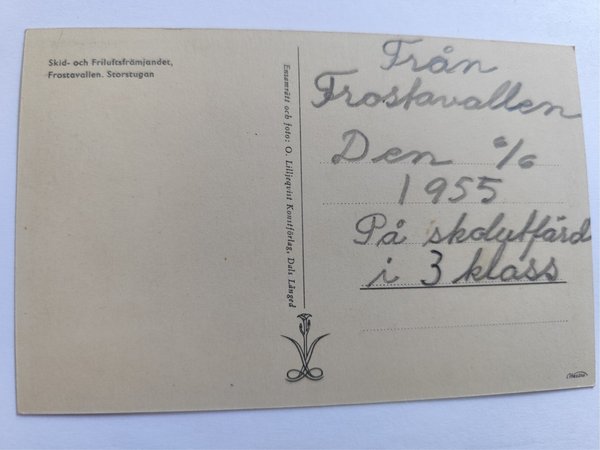 Skid- och Friluftsfrämjandet,
Frostavallen. Storstugan
Ensamrätt och foto: O. Lilljeqvist Konstförlag, Dals Långed
Från
Frostavallen
Den 6/6
1955
På skolutfärd
i 3 klass